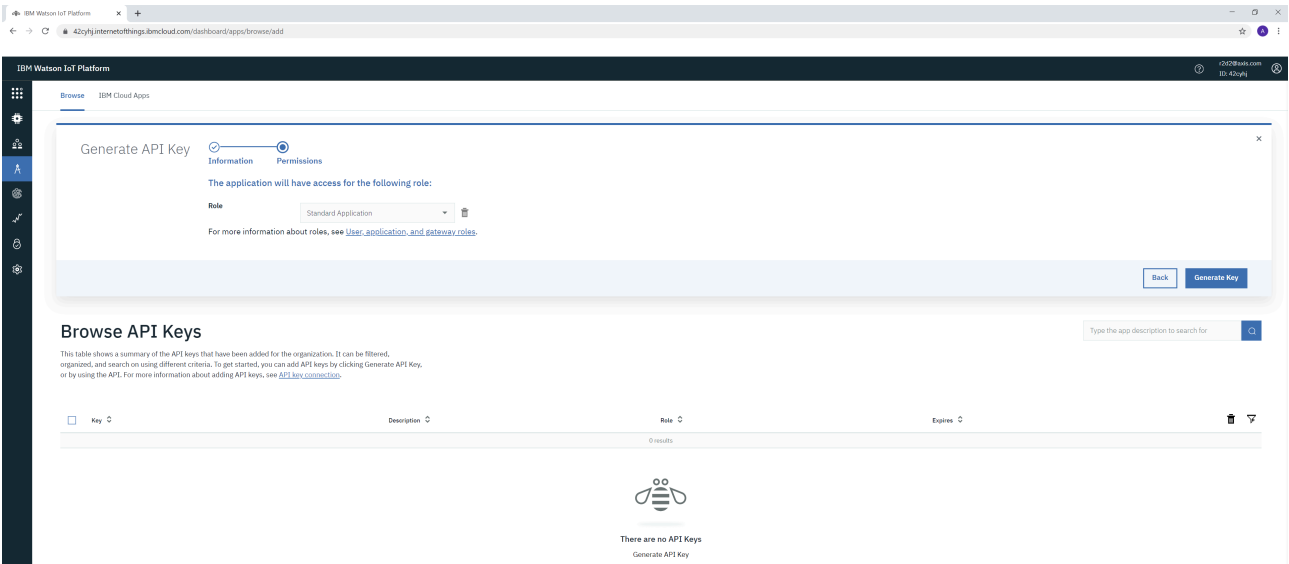 IBM Watson IoT Platform
42cyhj.internetofthings.ibmcloud.com/dashboard/apps/browse/add
A
IBM Watson IoT Platform
r2d2@axis.com
ID: 42cyhj
Browse IBM Cloud Apps
Generate API Key
Information Permissions
The application will have access for the following role:
Role
Standard Application
For more information about roles, see User, application, and gateway roles.
Back Generate Key
Browse API Keys
Type the app description to search for
This table shows a summary of the API keys that have been added for the organization. It can be filtered,
organized, and search on using different criteria. To get started, you can add API keys by clicking Generate API Key,
or by using the API. For more information about adding API keys, see API key connection.
Key Description Role Expires
0 results
There are no API Keys
Generate API Key